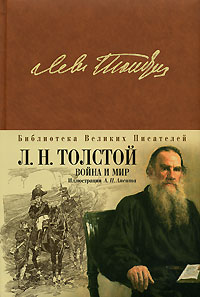 Библиотека Великих Писателей
Л. Н. ТОЛСТОЙ
ВОЙНА И МИР
Иллюстрации А. П. Апсита